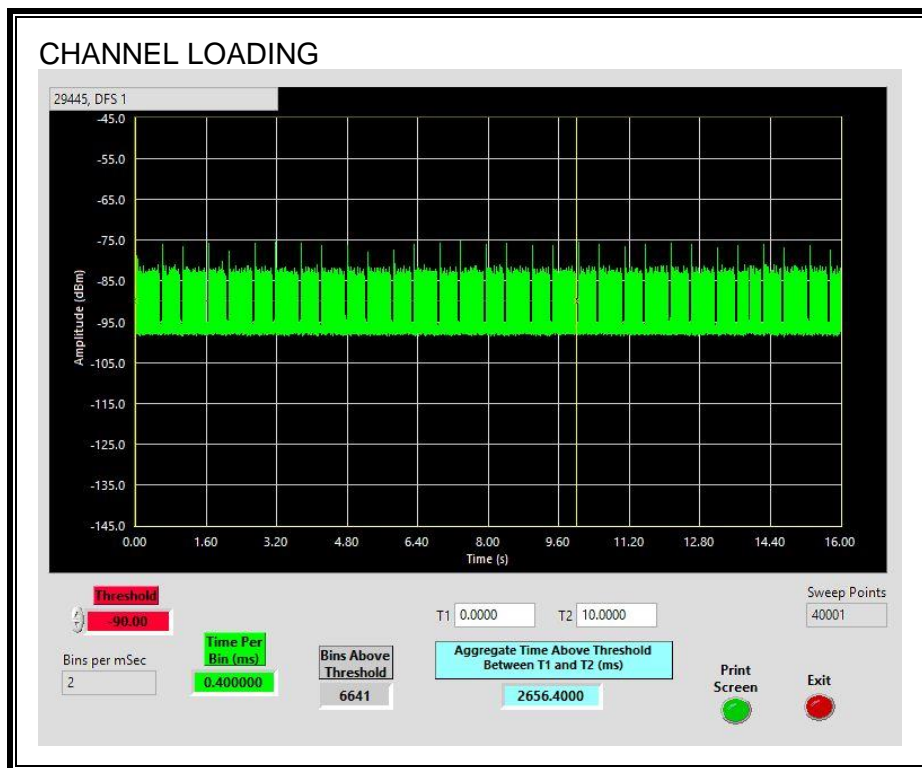 CHANNEL LOADING
29445, DFS 1
-45.0
-55.0
-65.0
-75.0
-85.0
-95.0
-105.0
-115.0
-125.0
-135.0
-145.0
Amplitude (dBm)
0.00 1.60 3.20 4.80 6.40 8.00 9.60 11.20 12.80 14.40 16.00
Time (s)
Threshold
-90.00
Bins per mSec
2
Time Per
Bin (ms)
0.400000
Bins Above
Threshold
6641
T1 0.0000 T2 10.0000
Aggregate Time Above Threshold
Between T1 and T2 (ms)
2656.4000
Sweep Points
40001
Print
Screen
Exit